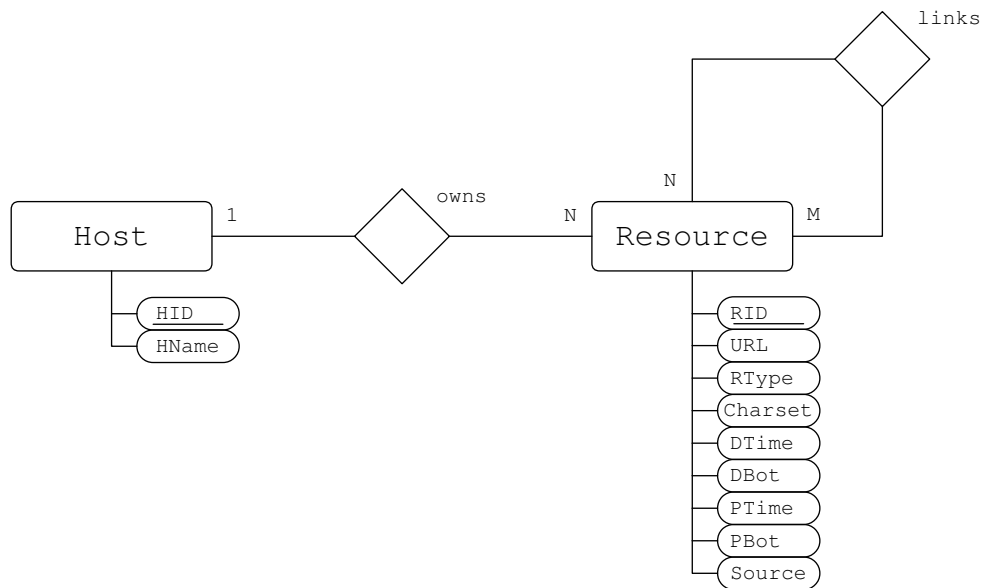 links
N
owns
1
N
M
Host
Resource
HID
HName
RID
URL
RType
Charset
DTime
DBot
PTime
PBot
Source